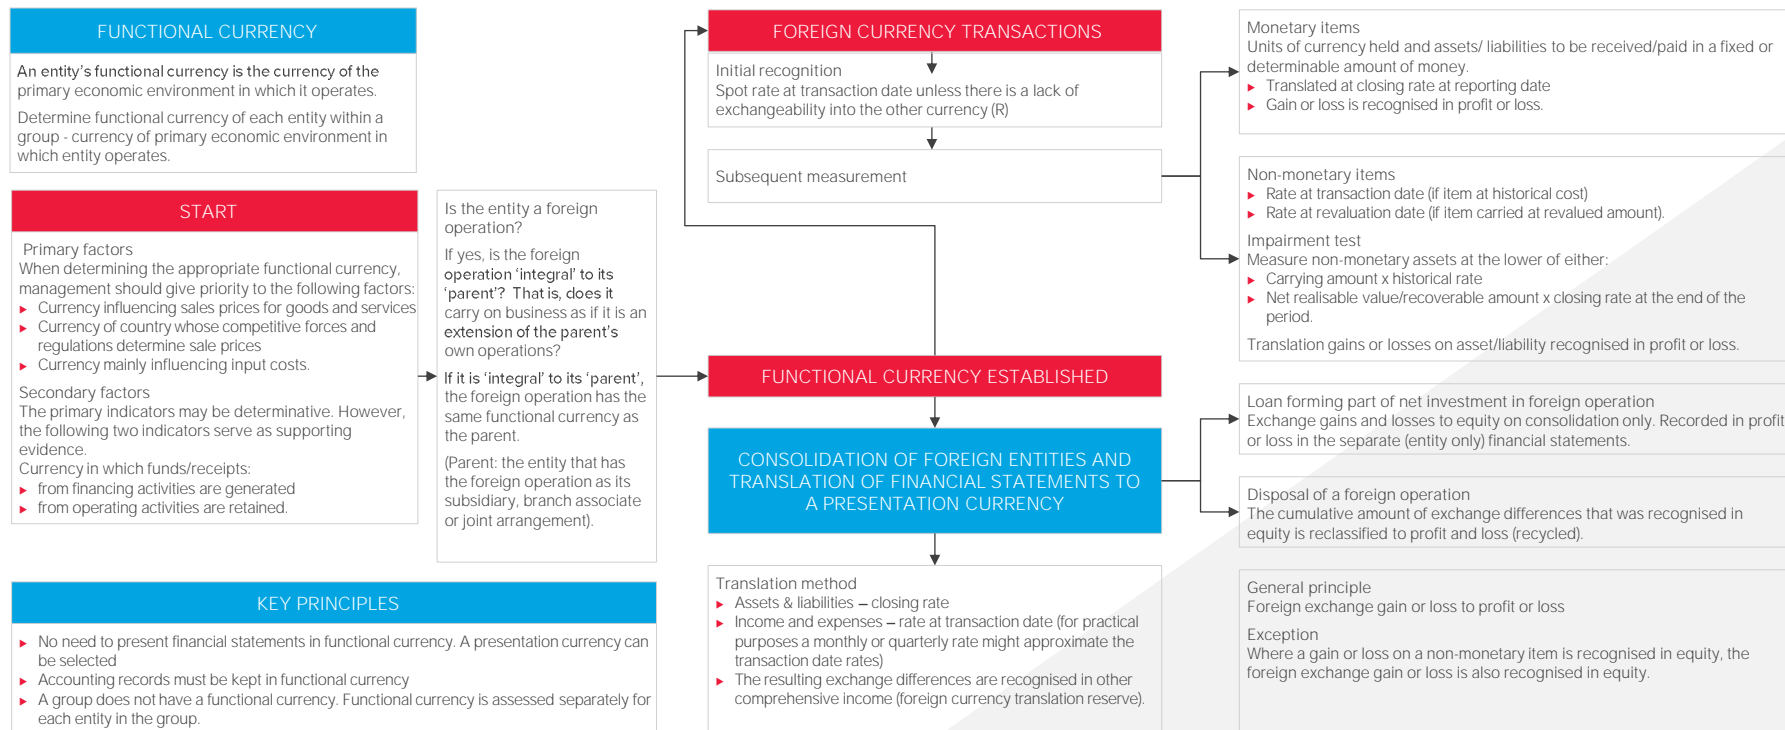 FUNCTIONAL CURRENCY
An entity's functional currency is the currency of the
primary economic environment in which it operates.
Determine functional currency of each entity within a
group - currency of primary economic environment in
which entity operates.
START
Primary factors
When determining the appropriate functional currency,
management should give priority to the following factors:
► Currency influencing sales prices for goods and services
► Currency of country whose competitive forces and
regulations determine sale prices
► Currency mainly influencing input costs.
Secondary factors
The primary indicators may be determinative. However,
the following two indicators serve as supporting
evidence.
Currency in which funds/receipts:
► from financing activities are generated
► from operating activities are retained.
Is the entity a foreign
operation?
If yes, is the foreign
operation 'integral' to its
'parent'? That is, does it
carry on business as if it is an
extension of the parent's
own operations?
If it is 'integral' to its 'parent',
the foreign operation has the
same functional currency as
the parent.
(Parent: the entity that has
the foreign operation as its
subsidiary, branch associate
or joint arrangement).
KEY PRINCIPLES
► No need to present financial statements in functional currency. A presentation currency can
be selected
► Accounting records must be kept in functional currency
► A group does not have a functional currency. Functional currency is assessed separately for
each entity in the group.
FOREIGN CURRENCY TRANSACTIONS
Initial recognition
Spot rate at transaction date unless there is a lack of
exchangeability into the other currency (R)
Subsequent measurement
FUNCTIONAL CURRENCY ESTABLISHED
CONSOLIDATION OF FOREIGN ENTITIES AND
TRANSLATION OF FINANCIAL STATEMENTS TO
A PRESENTATION CURRENCY
Translation method
► Assets & liabilities – closing rate
► Income and expenses – rate at transaction date (for practical
purposes a monthly or quarterly rate might approximate the
transaction date rates)
► The resulting exchange differences are recognised in other
comprehensive income (foreign currency translation reserve).
Monetary items
Units of currency held and assets/ liabilities to be received/paid in a fixed or
determinable amount of money.
► Translated at closing rate at reporting date
► Gain or loss is recognised in profit or loss.
Non-monetary items
► Rate at transaction date (if item at historical cost)
► Rate at revaluation date (if item carried at revalued amount).
Impairment test
Measure non-monetary assets at the lower of either:
► Carrying amount x historical rate
► Net realisable value/recoverable amount x closing rate at the end of the
period.
Translation gains or losses on asset/liability recognised in profit or loss.
Loan forming part of net investment in foreign operation
Exchange gains and losses to equity on consolidation only. Recorded in profit
or loss in the separate (entity only) financial statements.
Disposal of a foreign operation
The cumulative amount of exchange differences that was recognised in
equity is reclassified to profit and loss (recycled).
General principle
Foreign exchange gain or loss to profit or loss
Exception
Where a gain or loss on a non-monetary item is recognised in equity, the
foreign exchange gain or loss is also recognised in equity.